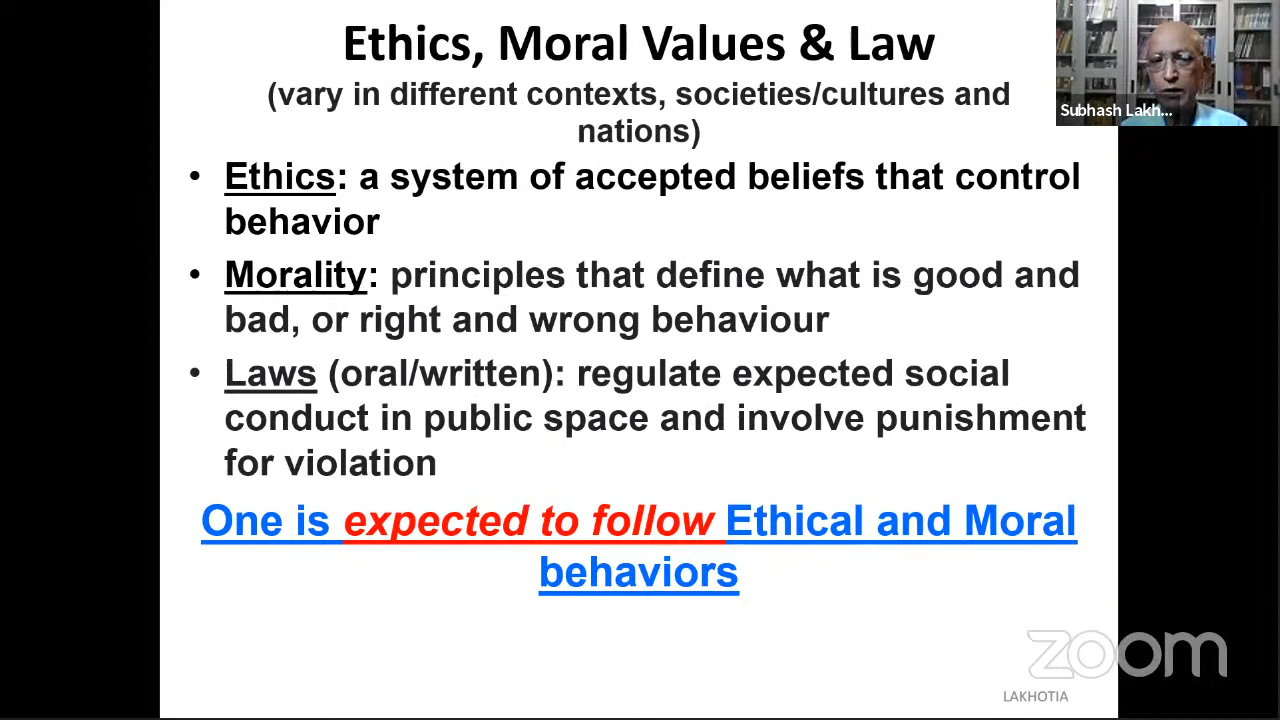 Ethics, Moral Values & Law
(vary in different contexts, societies/cultures and
nations)
Subhash Lakh...
• Ethics: a system of accepted beliefs that control
behavior
• Morality: principles that define what is good and
bad, or right and wrong behaviour
• Laws (oral/written): regulate expected social
conduct in public space and involve punishment
for violation
One is expected to follow Ethical and Moral
behaviors
zoom
LAKHOTIA